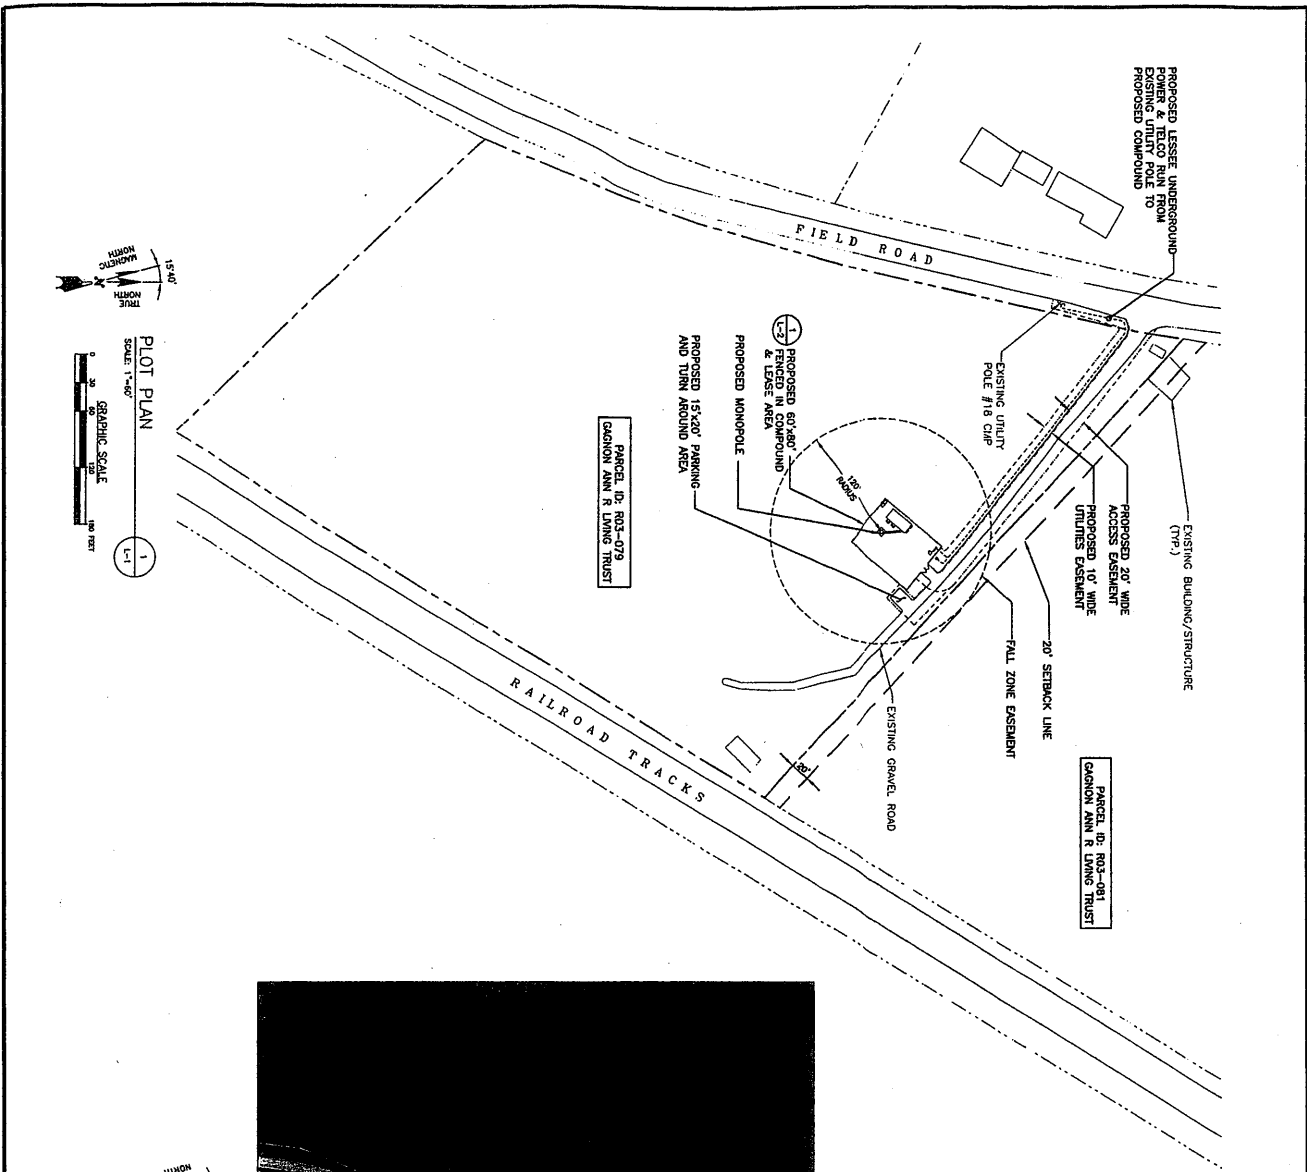 PROPOSED LESSEE UNDERGROUND
POWER & TELCO RUN FROM
EXISTING UTILITY POLE TO
PROPOSED COMPOUND
FIELD ROAD
EXISTING UTILITY
POLE #18 CMP
EXISTING BUILDING/STRUCTURE
(TYP.)
PROPOSED 20' WIDE
ACCESS EASEMENT
PROPOSED 10' WIDE
UTILITIES EASEMENT
20' SETBACK LINE
FALL ZONE EASEMENT
1
L-2
PROPOSED 60'x80'
FENCED IN COMPOUND
& LEASE AREA
PROPOSED MONOPOLE
PROPOSED 15'x20' PARKING
AND TURN AROUND AREA
120'
RADIUS
PARCEL ID: R03-079
GAGNON ANN R LIVING TRUST
EXISTING GRAVEL ROAD
20'
PARCEL ID: R03-081
GAGNON ANN R LIVING TRUST
RAILROAD TRACKS
15°40'
TRUE
NORTH
MAGNETIC
NORTH
N
PLOT PLAN
SCALE: 1"=60'
1
L-1
GRAPHIC SCALE
0 30 60 120 180 FEET
NORTH